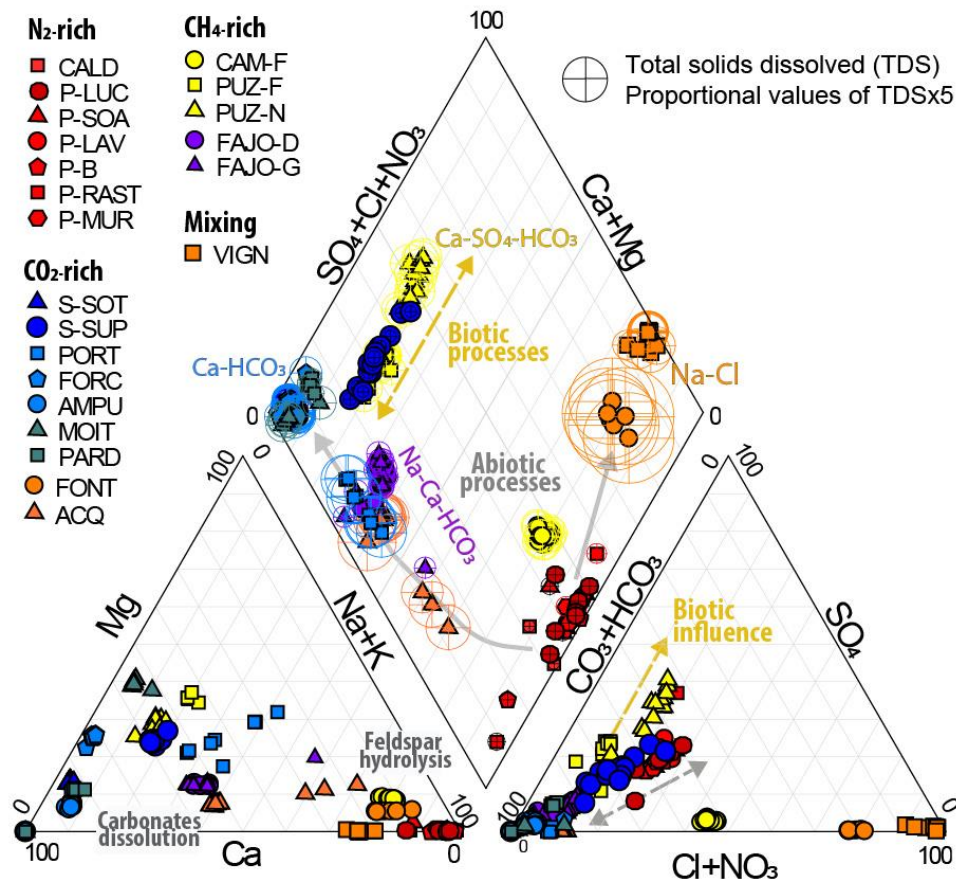 N₂-rich
CALD
P-LUC
P-SOA
P-LAV
P-B
P-RAST
P-MUR
CH₄-rich
CAM-F
PUZ-F
PUZ-N
FAJO-D
FAJO-G
Mixing
VIGN
CO₂-rich
S-SOT
S-SUP
PORT
FORC
AMPU
MOIT
PARD
FONT
ACQ
100
Total solids dissolved (TDS)
Proportional values of TDSx5
SO₄+Cl+NO₃
Ca+Mg
Ca-SO₄-HCO₃
Biotic
processes
Ca-HCO₃
Na-Cl
0
0
0
0
Na-Ca-HCO₃
Abiotic
processes
100
100
Mg
Na+K
CO₃+HCO₃
SO₄
Biotic
influence
Feldspar
hydrolysis
Carbonates
dissolution
0
100
100
0
0
100
Ca
0
100
Cl+NO₃